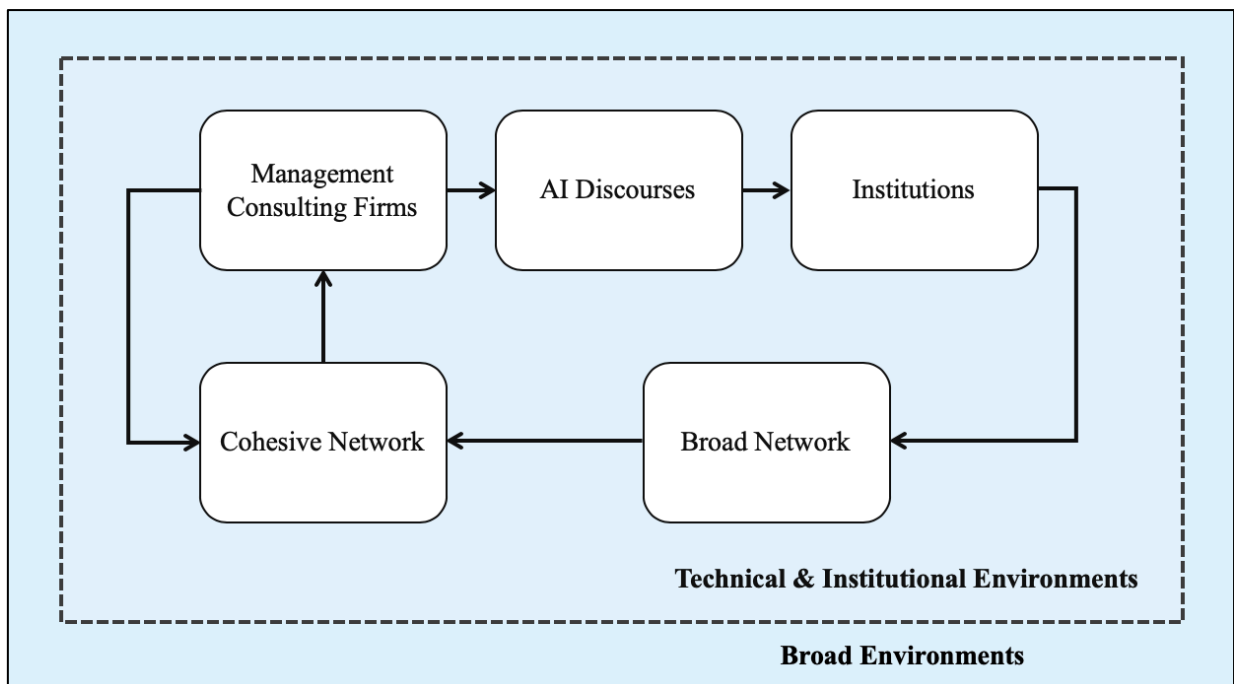 Management
Consulting Firms
AI Discourses
Institutions
Cohesive Network
Broad Network
Technical & Institutional Environments
Broad Environments